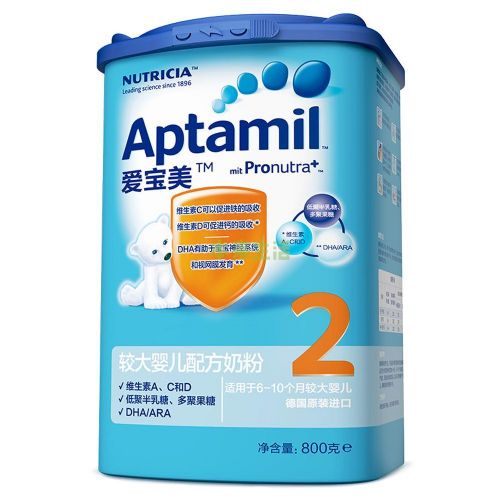 NUTRICIA™
Leading science since 1896
Aptamil™
爱宝美™
mit Pronutra+™
维生素C可以促进铁的吸收
维生素D可促进钙的吸收*
DHA有助于宝宝神经系统
和视网膜发育**
低聚半乳糖、
多聚果糖
*维生素
A、C和D
**DHA/ARA
2
较大婴儿配方奶粉
✓维生素A、C和D
✓低聚半乳糖、多聚果糖
✓DHA/ARA
适用于6-10个月较大婴儿
德国原装进口
净含量: 800克℮